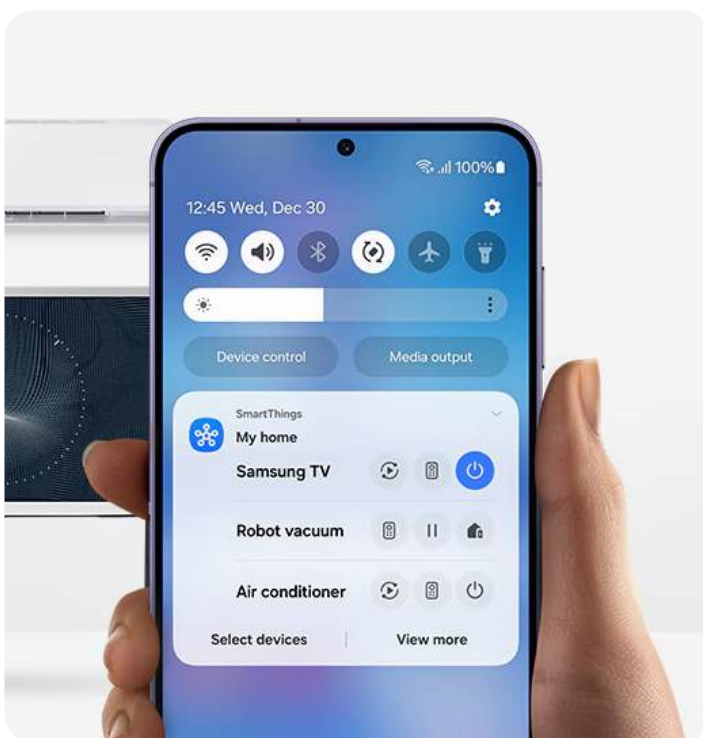 100%
12:45 Wed, Dec 30
Device control
Media output
SmartThings
My home
Samsung TV
Robot vacuum
Air conditioner
Select devices
View more